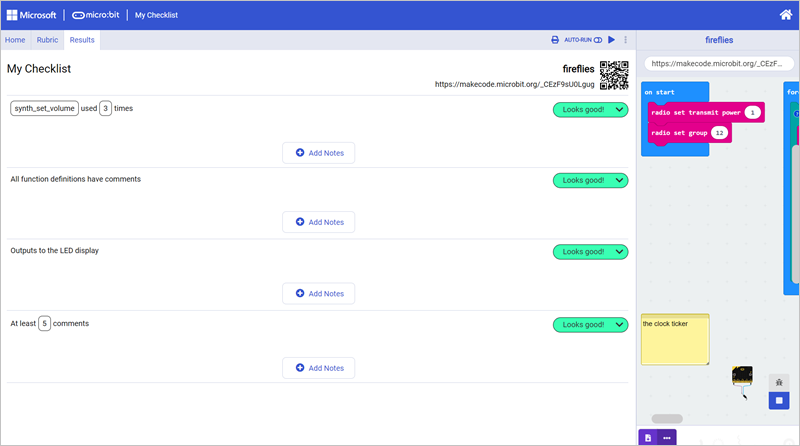 Microsoft micro:bit My Checklist
Home Rubric Results AUTO-RUN fireflies
My Checklist
fireflies
https://makecode.microbit.org/_CEzF9sU0Lgug
https://makecode.microbit.org/_CEzF...
synth_set_volume used 3 times Looks good!
Add Notes
All function definitions have comments Looks good!
Add Notes
Outputs to the LED display Looks good!
Add Notes
At least 5 comments Looks good!
Add Notes
on start
radio set transmit power 1
radio set group 12
the clock ticker